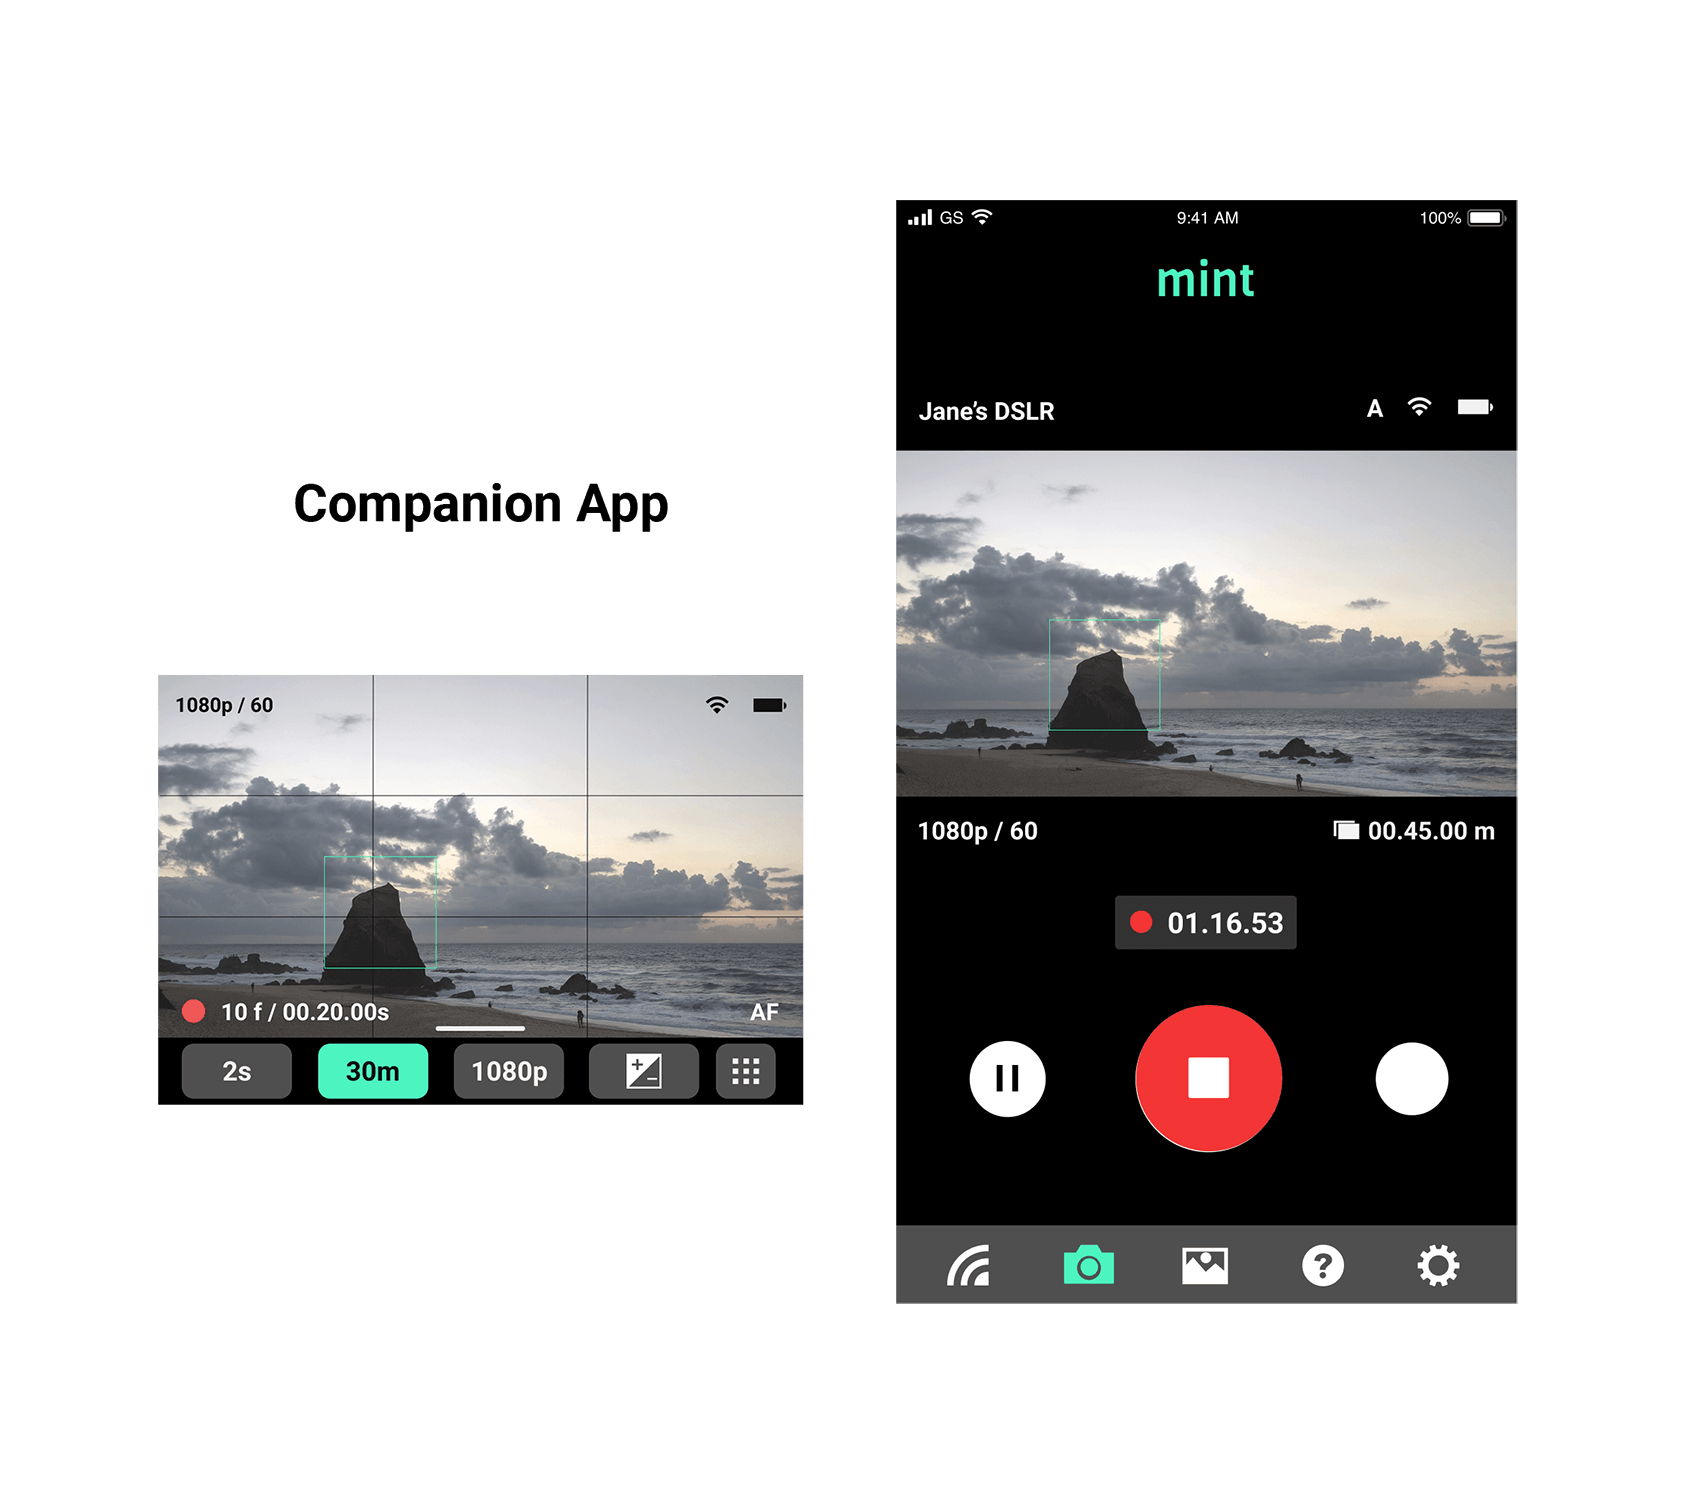 Companion App
1080p / 60
10 f / 00.20.00s
AF
2s
30m
1080p
GS
9:41 AM
100%
mint
Jane’s DSLR
A
1080p / 60
00.45.00 m
01.16.53